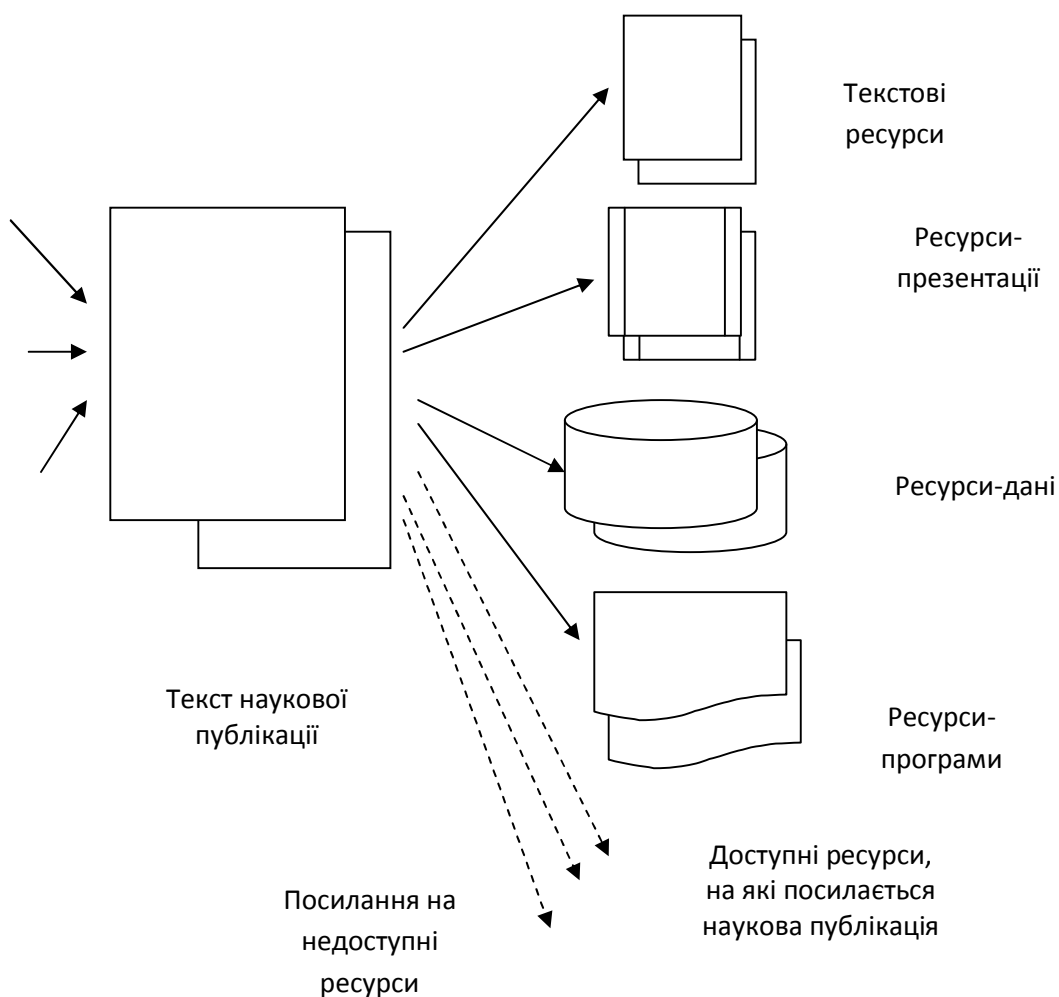 Текстові
ресурси
Ресурси-
презентації
Ресурси-дані
Текст наукової
публікації
Ресурси-
програми
Посилання на
недоступні
ресурси
Доступні ресурси,
на які посилається
наукова публікація